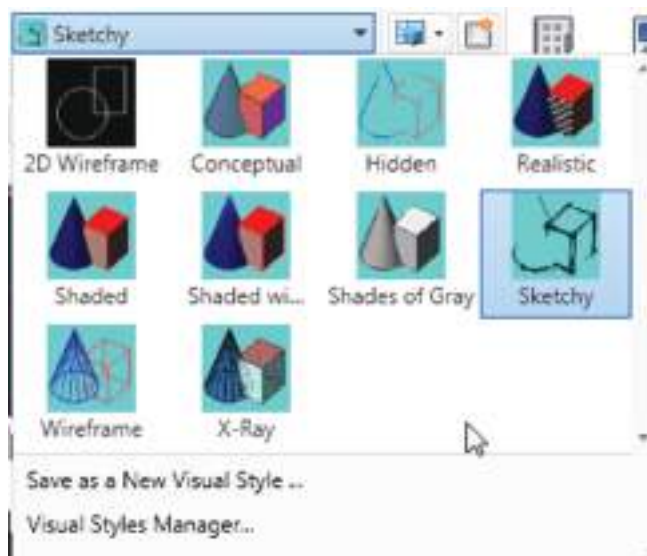 Sketchy
2D Wireframe Conceptual Hidden Realistic
Shaded Shaded wi... Shades of Gray Sketchy
Wireframe X-Ray
Save as a New Visual Style ...
Visual Styles Manager...